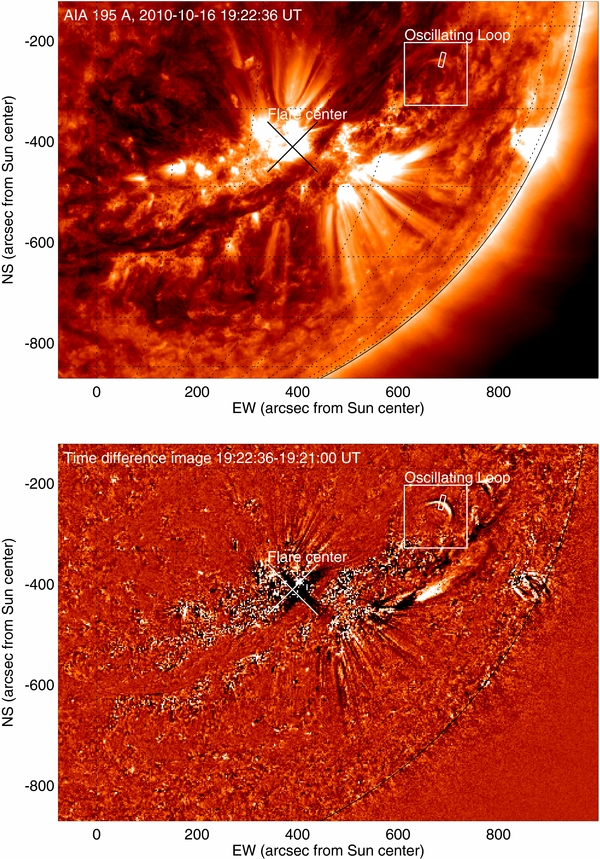 AIA 195 A, 2010-10-16 19:22:36 UT
Oscillating Loop
Flare center
-200
-400
-600
-800
NS (arcsec from Sun center)
0 200 400 600 800
EW (arcsec from Sun center)
Time difference image 19:22:36-19:21:00 UT
Oscillating Loop
Flare center
-200
-400
-600
-800
NS (arcsec from Sun center)
0 200 400 600 800
EW (arcsec from Sun center)